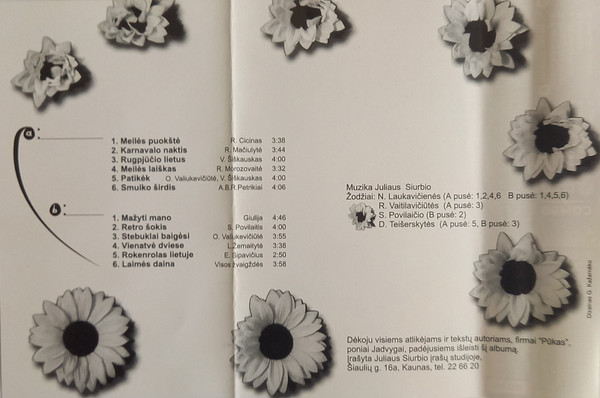 a:
1. Meilės puokštė R. Cicinas 3:38
2. Karnavalo naktis R. Mačiulytė 3:44
3. Rugpjūčio lietus V. Šiškauskas 4:00
4. Meilės laiškas R. Morozovaitė 3:32
5. Patikėk O. Valiukevičiūtė, V. Šiškauskas 4:00
6. Smuiko širdis A.B.R.Petrikiai 4:06
b:
1. Mažyti mano Giulija 4:46
2. Retro šokis S. Povilaitis 4:00
3. Stebuklai baigėsi O. Valiukevičiūtė 3:55
4. Vienatvė dviese L.Žemaitytė 3:38
5. Rokenrolas lietuje E. Sipavičius 2:50
6. Laimės daina Visos žvaigždės 3:58
Muzika Juliaus Siurbio
Žodžiai: N. Laukavičienės (A pusė: 1,2,4,6 B pusė: 1,4,5,6)
R. Vaitilavičiūtės (A pusė: 3)
S. Povilaičio (B pusė: 2)
D. Teišerskytės (A pusė: 5, B pusė: 3)
Dėkoju visiems atlikėjams ir tekstų autoriams, firmai "Pūkas",
poniai Jadvygai, padėjusiems išleisti šį albumą.
Įrašyta Juliaus Siurbio įrašų studijoje,
Šiaulių g. 16a, Kaunas, tel. 22 66 20
Dizainas G.